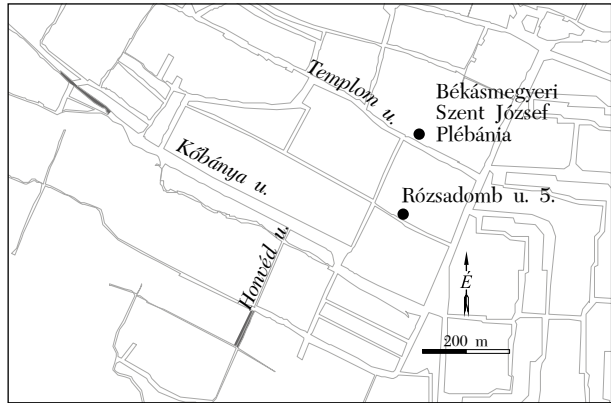 Templom u.
Békásmegyeri
Szent József
Plébánia
Kőbánya u.
Rózsadomb u. 5.
Honvéd u.
É
200 m